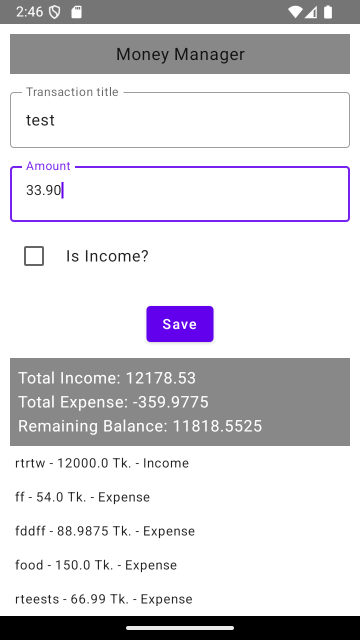 2:46
Money Manager
Transaction title
test
Amount
33.90
Is Income?
Save
Total Income: 12178.53
Total Expense: -359.9775
Remaining Balance: 11818.5525
rtrtw - 12000.0 Tk. - Income
ff - 54.0 Tk. - Expense
fddff - 88.9875 Tk. - Expense
food - 150.0 Tk. - Expense
rteests - 66.99 Tk. - Expense